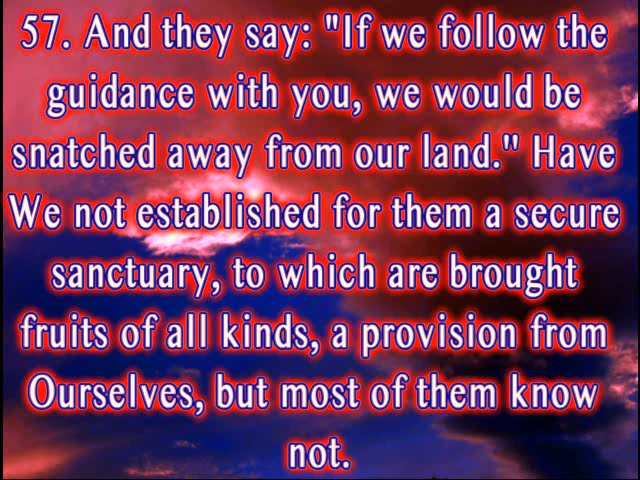 57. And they say: "If we follow the
guidance with you, we would be
snatched away from our land." Have
We not established for them a secure
sanctuary, to which are brought
fruits of all kinds, a provision from
Ourselves, but most of them know
not.